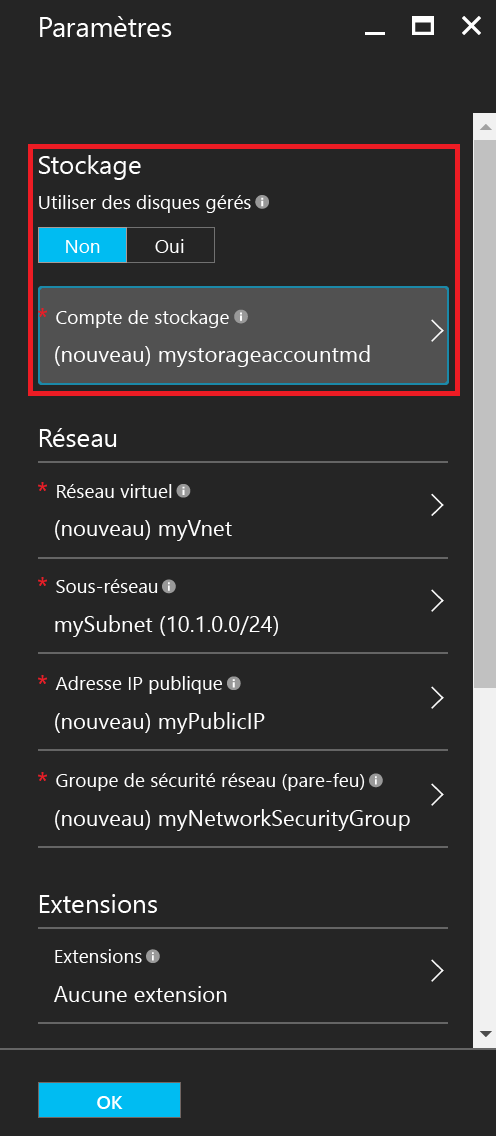 Paramètres
Stockage
Utiliser des disques gérés
Non Oui
* Compte de stockage
(nouveau) mystorageaccountmd
Réseau
* Réseau virtuel
(nouveau) myVnet
* Sous-réseau
mySubnet (10.1.0.0/24)
* Adresse IP publique
(nouveau) myPublicIP
* Groupe de sécurité réseau (pare-feu)
(nouveau) myNetworkSecurityGroup
Extensions
Extensions
Aucune extension
OK